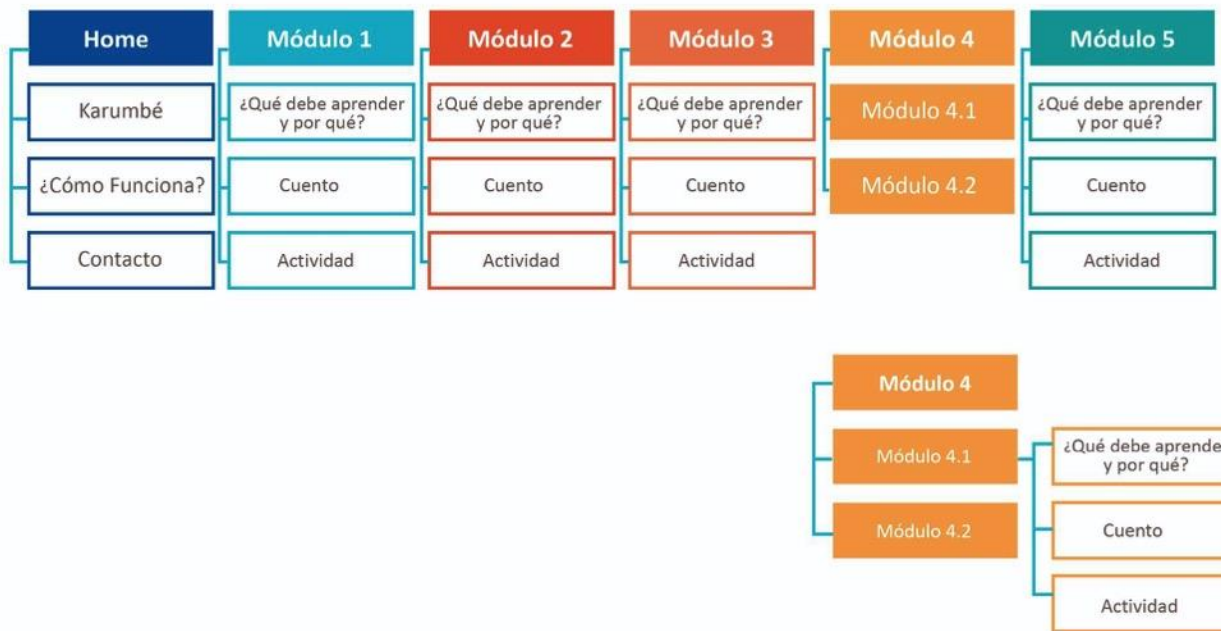 Home
Módulo 1
Módulo 2
Módulo 3
Módulo 4
Módulo 5
Karumbé
¿Qué debe aprender
y por qué?
¿Qué debe aprender
y por qué?
¿Qué debe aprender
y por qué?
Módulo 4.1
¿Qué debe aprender
y por qué?
¿Cómo Funciona?
Cuento
Cuento
Cuento
Módulo 4.2
Cuento
Contacto
Actividad
Actividad
Actividad
Actividad
Módulo 4
Módulo 4.1
¿Qué debe aprender
y por qué?
Módulo 4.2
Cuento
Actividad